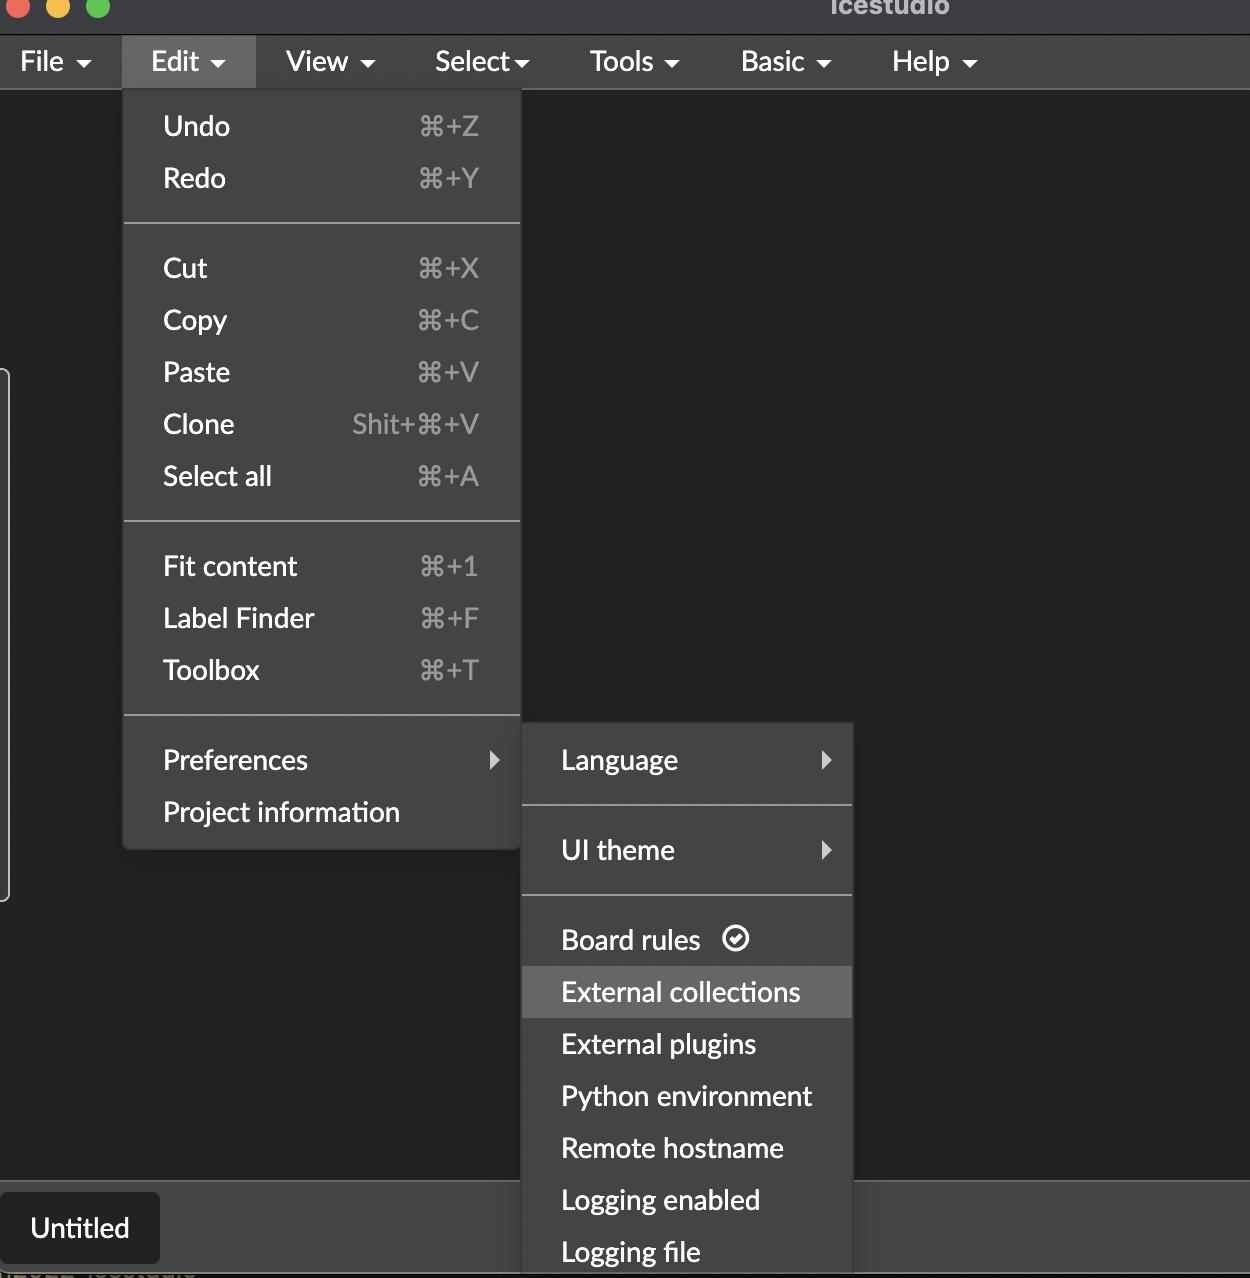 Icestudio
File Edit View Select Tools Basic Help
Undo ⌘+Z
Redo ⌘+Y
Cut ⌘+X
Copy ⌘+C
Paste ⌘+V
Clone Shit+⌘+V
Select all ⌘+A
Fit content ⌘+1
Label Finder ⌘+F
Toolbox ⌘+T
Preferences
Project information
Language
UI theme
Board rules
External collections
External plugins
Python environment
Remote hostname
Logging enabled
Logging file
Untitled